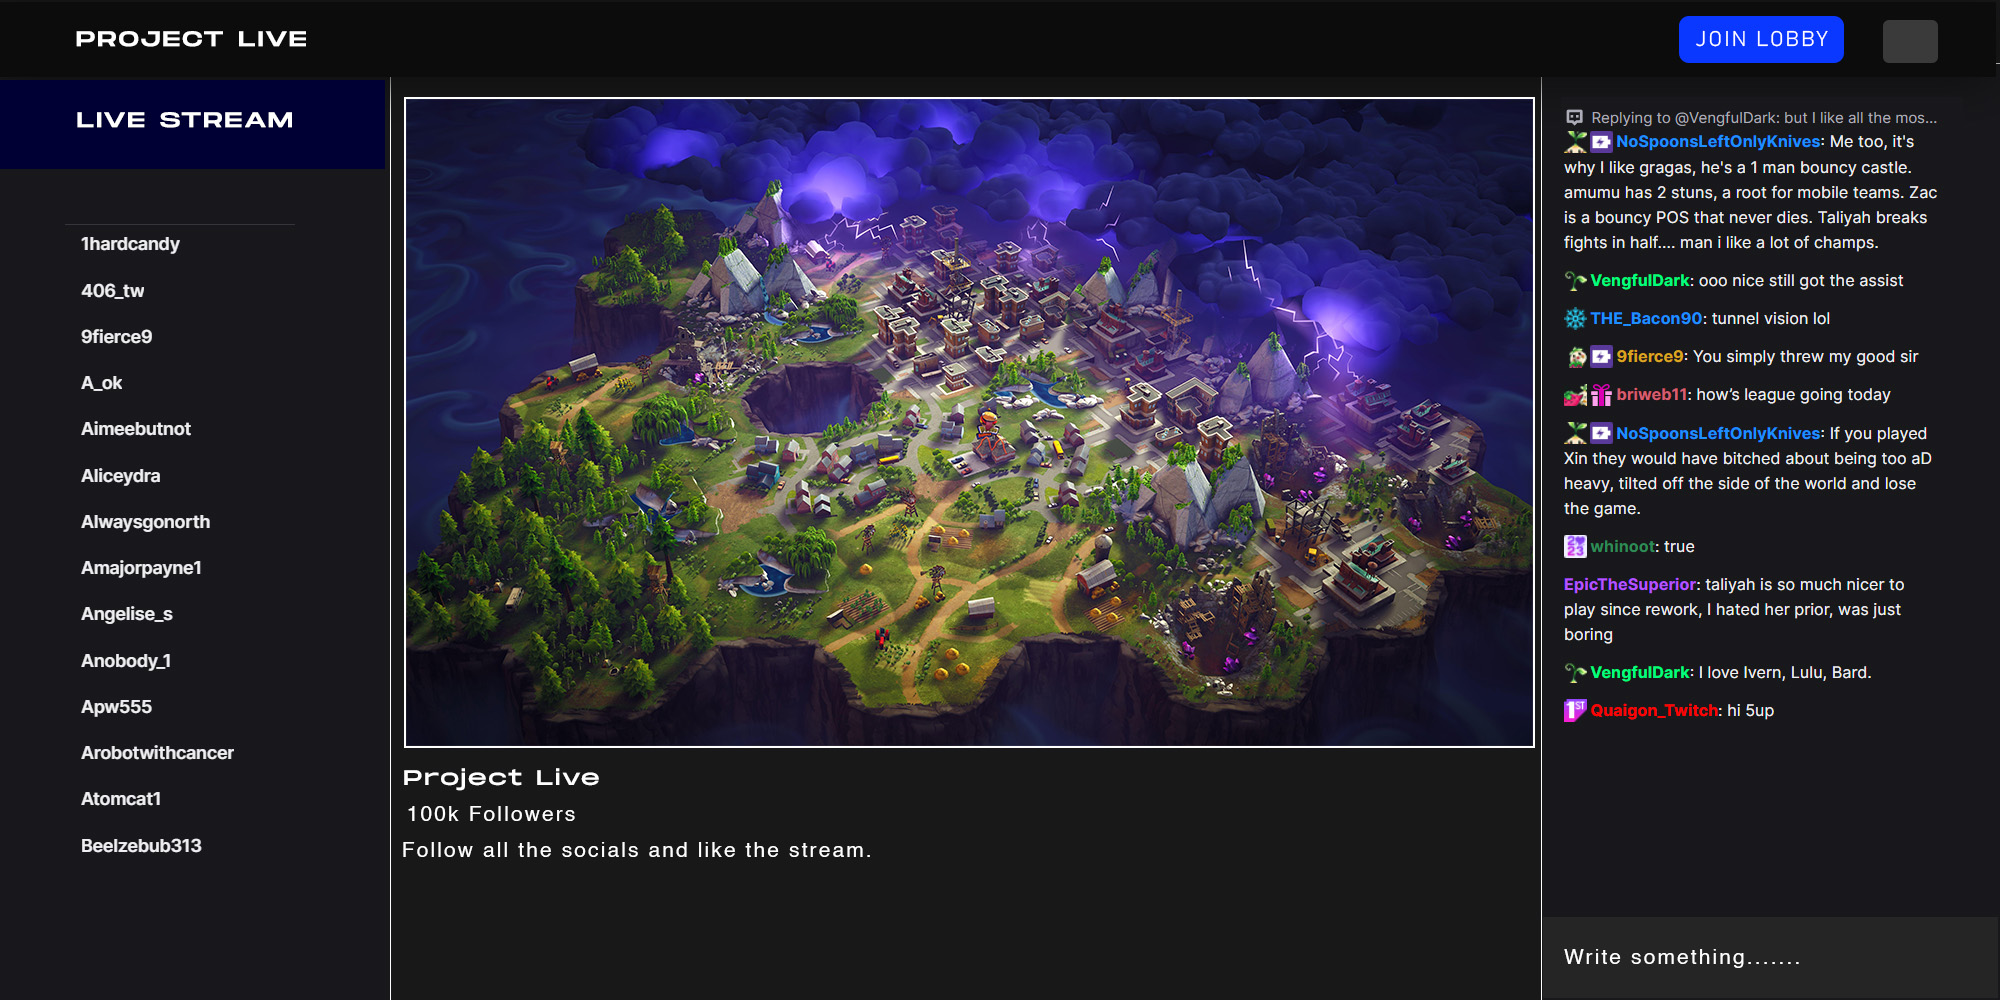 PROJECT LIVE
JOIN LOBBY
LIVE STREAM
1hardcandy
406_tw
9fierce9
A_ok
Aimeebutnot
Aliceydra
Alwaysgonorth
Amajorpayne1
Angelise_s
Anobody_1
Apw555
Arobotwithcancer
Atomcat1
Beelzebub313
Project Live
100k Followers
Follow all the socials and like the stream.
Replying to @VengfulDark: but I like all the mos...
NoSpoonsLeftOnlyKnives: Me too, it's
why I like gragas, he's a 1 man bouncy castle.
amumu has 2 stuns, a root for mobile teams. Zac
is a bouncy POS that never dies. Taliyah breaks
fights in half.... man i like a lot of champs.
VengfulDark: ooo nice still got the assist
THE_Bacon90: tunnel vision lol
9fierce9: You simply threw my good sir
briweb11: how's league going today
NoSpoonsLeftOnlyKnives: If you played
Xin they would have bitched about being too aD
heavy, tilted off the side of the world and lose
the game.
2023 whinoot: true
EpicTheSuperior: taliyah is so much nicer to
play since rework, I hated her prior, was just
boring
VengfulDark: I love Ivern, Lulu, Bard.
1ST Quaigon_Twitch: hi 5up
Write something.......